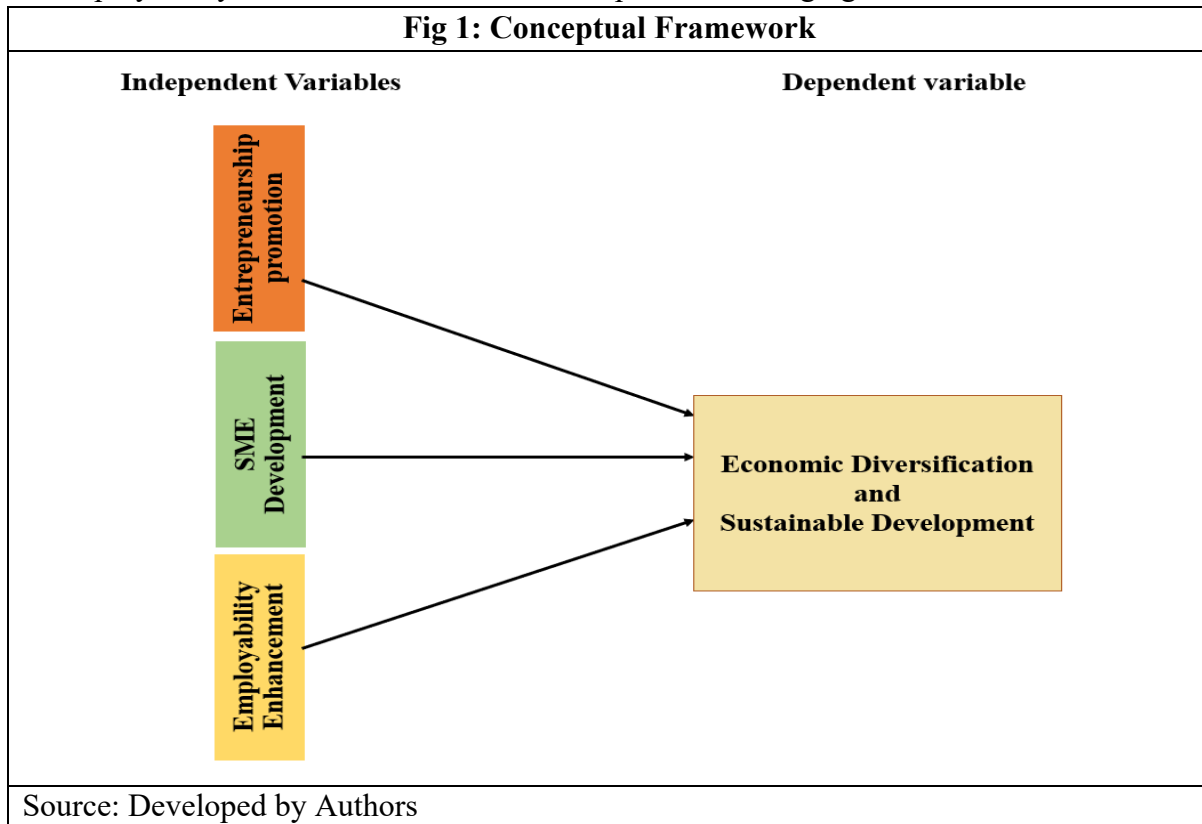 Fig 1: Conceptual Framework
Independent Variables
Dependent variable
Entrepreneurship
promotion
SME
Development
Employability
Enhancement
Economic Diversification
and
Sustainable Development
Source: Developed by Authors